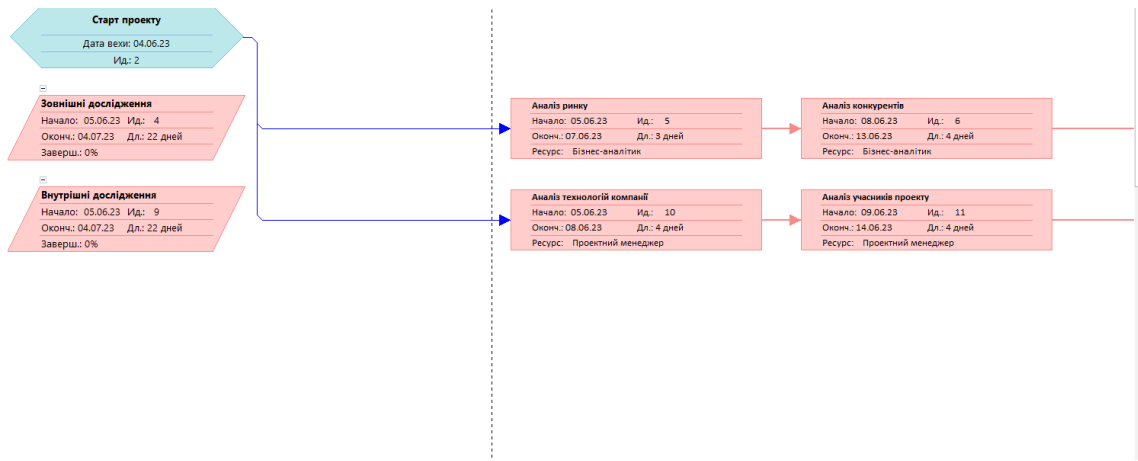 Старт проекту
Дата вехи: 04.06.23
Ид.: 2
Зовнішні дослідження
Начало: 05.06.23 Ид.: 4
Оконч.: 04.07.23 Дл.: 22 дней
Заверш.: 0%
Аналіз ринку
Начало: 05.06.23 Ид.: 5
Оконч.: 07.06.23 Дл.: 3 дней
Ресурс: Бізнес-аналітик
Аналіз конкурентів
Начало: 08.06.23 Ид.: 6
Оконч.: 13.06.23 Дл.: 4 дней
Ресурс: Бізнес-аналітик
Внутрішні дослідження
Начало: 05.06.23 Ид.: 9
Оконч.: 04.07.23 Дл.: 22 дней
Заверш.: 0%
Аналіз технологій компанії
Начало: 05.06.23 Ид.: 10
Оконч.: 08.06.23 Дл.: 4 дней
Ресурс: Проектний менеджер
Аналіз учасників проекту
Начало: 09.06.23 Ид.: 11
Оконч.: 14.06.23 Дл.: 4 дней
Ресурс: Проектний менеджер